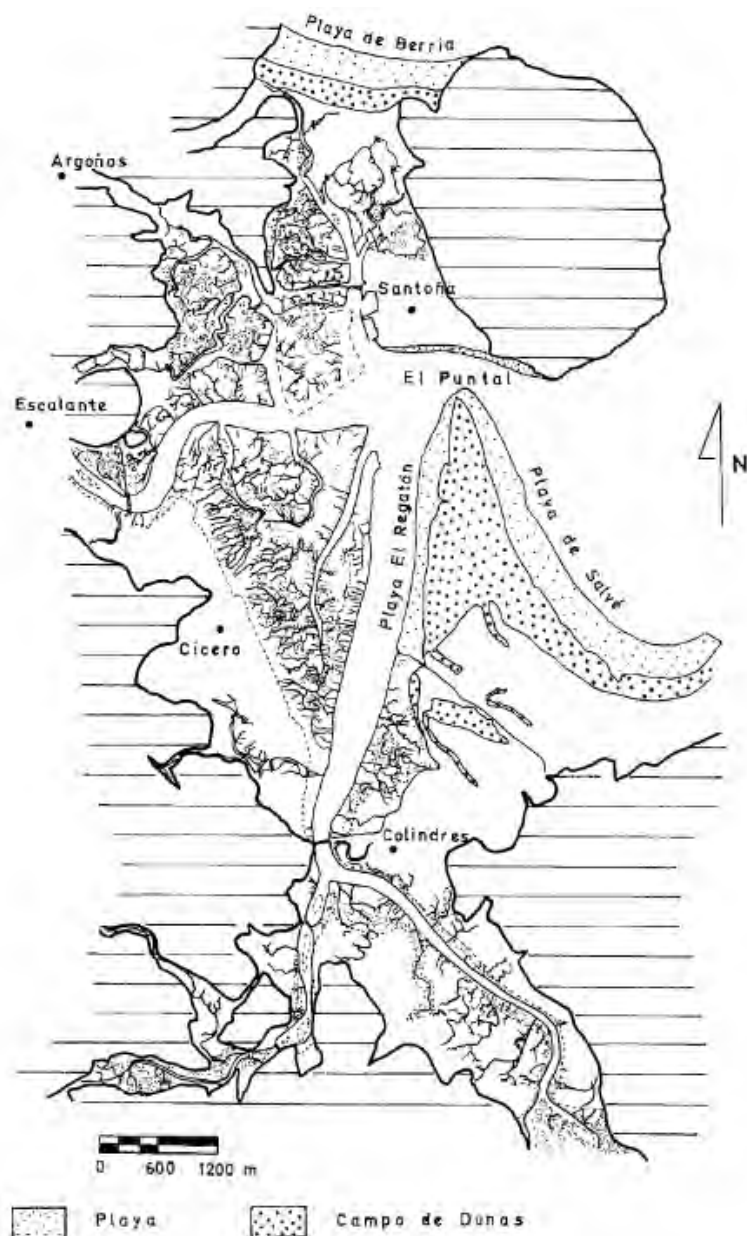 Playa de Berria
Argoños
Santoña
El Puntal
Escalante
N
Playa El Regatón
Playa de Salvé
Cicero
Colindres
0 600 1200 m
Playa
Campo de Dunas